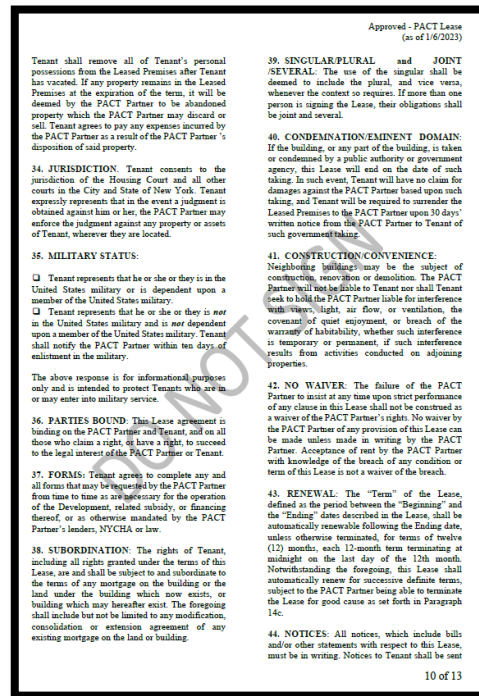 Approved - PACT Lease
(as of 1/6/2023)
Tenant shall remove all of Tenant's personal
possessions from the Leased Premises after Tenant
has vacated. If any property remains in the Leased
Premises at the expiration of the term, it will be
deemed by the PACT Partner to be abandoned
property which the PACT Partner may discard or
sell. Tenant agrees to pay any expenses incurred by
the PACT Partner as a result of the PACT Partner 's
disposition of said property.
34. JURISDICTION. Tenant consents to the
jurisdiction of the Housing Court and all other
courts in the City and State of New York. Tenant
expressly represents that in the event a judgment is
obtained against him or her, the PACT Partner may
enforce the judgment against any property or assets
of Tenant, wherever they are located.
35. MILITARY STATUS:
❑ Tenant represents that he or she or they is in the
United States military or is dependent upon a
member of the United States military.
❑ Tenant represents that he or she or they is not
in the United States military and is not dependent
upon a member of the United States military. Tenant
shall notify the PACT Partner within ten days of
enlistment in the military.
The above response is for informational purposes
only and is intended to protect Tenants who are in
or may enter into military service.
36. PARTIES BOUND: This Lease agreement is
binding on the PACT Partner and Tenant, and on all
those who claim a right, or have a right, to succeed
to the legal interest of the PACT Partner or Tenant.
37. FORMS: Tenant agrees to complete any and
all forms that may be requested by the PACT Partner
from time to time as are necessary for the operation
of the Development, related subsidy, or financing
thereof, or as otherwise mandated by the PACT
Partner's lenders, NYCHA or law.
38. SUBORDINATION: The rights of Tenant,
including all rights granted under the terms of this
Lease, are and shall be subject to and subordinate to
the terms of any mortgage on the building or the
land under the building which now exists, or
building which may hereafter exist. The foregoing
shall include but not be limited to any modification,
consolidation or extension agreement of any
existing mortgage on the land or building.
39. SINGULAR/PLURAL and JOINT
/SEVERAL: The use of the singular shall be
deemed to include the plural, and vice versa,
whenever the context so requires. If more than one
person is signing the Lease, their obligations shall
be joint and several.
40. CONDEMNATION/EMINENT DOMAIN:
If the building, or any part of the building, is taken
or condemned by a public authority or government
agency, this Lease will end on the date of such
taking. In such event, Tenant will have no claim for
damages against the PACT Partner based upon such
taking, and Tenant will be required to surrender the
Leased Premises to the PACT Partner upon 30 days'
written notice from the PACT Partner to Tenant of
such government taking.
41. CONSTRUCTION/CONVENIENCE:
Neighboring buildings may be the subject of
construction, renovation or demolition. The PACT
Partner will not be liable to Tenant nor shall Tenant
seek to hold the PACT Partner liable for interference
with views, light, air flow, or ventilation, the
covenant of quiet enjoyment, or breach of the
warranty of habitability, whether such interference
is temporary or permanent, if such interference
results from activities conducted on adjoining
properties.
42. NO WAIVER: The failure of the PACT
Partner to insist at any time upon strict performance
of any clause in this Lease shall not be construed as
a waiver of the PACT Partner's rights. No waiver by
the PACT Partner of any provision of this Lease can
be made unless made in writing by the PACT
Partner. Acceptance of rent by the PACT Partner
with knowledge of the breach of any condition or
term of this Lease is not a waiver of the breach.
43. RENEWAL: The "Term" of the Lease,
defined as the period between the "Beginning" and
the "Ending" dates described in the Lease, shall be
automatically renewable following the Ending date,
unless otherwise terminated, for terms of twelve
(12) months, each 12-month term terminating at
midnight on the last day of the 12th month.
Notwithstanding the foregoing, this Lease shall
automatically renew for successive definite terms,
subject to the PACT Partner being able to terminate
the Lease for good cause as set forth in Paragraph
14c.
44. NOTICES: All notices, which include bills
and/or other statements with respect to this Lease,
must be in writing. Notices to Tenant shall be sent
10 of 13
DO NOT SIGN